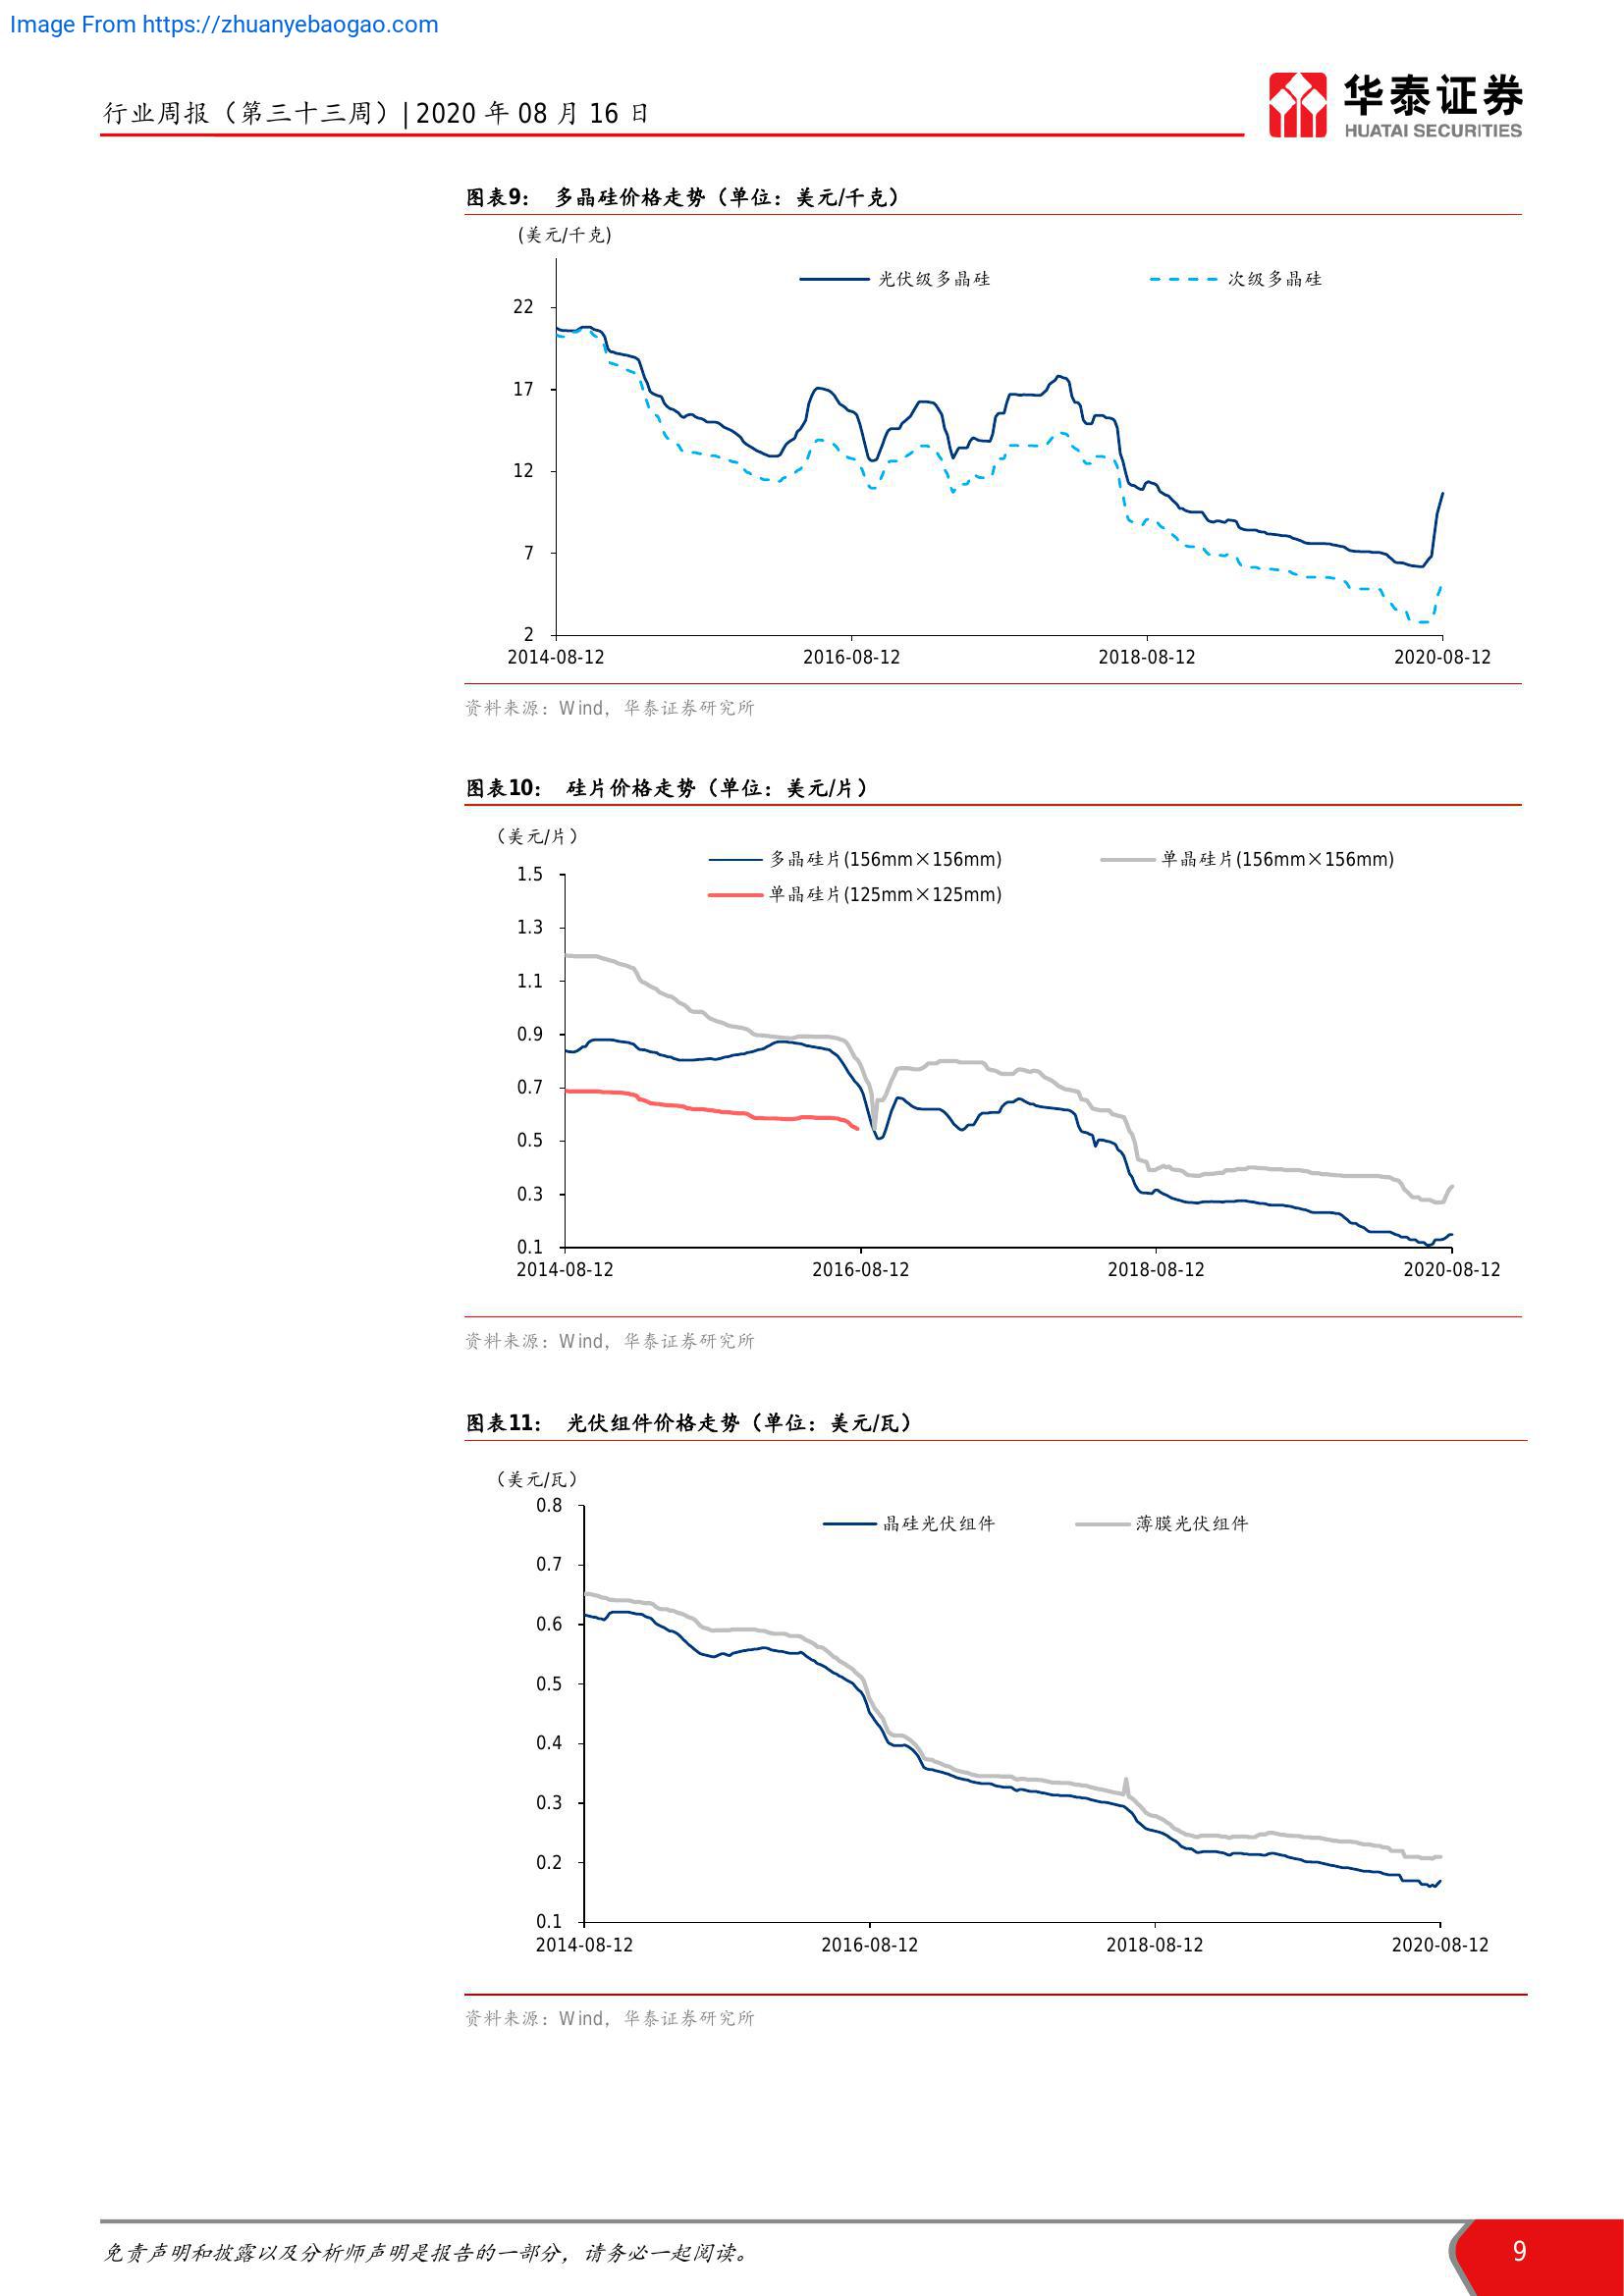 Image From https://zhuanyebaogao.com
行业周报（第三十三周）| 2020 年 08 月 16 日
华泰证券
HUATAI SECURITIES
图表9： 多晶硅价格走势（单位：美元/千克）
(美元/千克)
光伏级多晶硅 次级多晶硅
22
17
12
7
2
2014-08-12 2016-08-12 2018-08-12 2020-08-12
资料来源：Wind，华泰证券研究所
图表10： 硅片价格走势（单位：美元/片）
（美元/片）
多晶硅片(156mm×156mm) 单晶硅片(156mm×156mm)
单晶硅片(125mm×125mm)
1.5
1.3
1.1
0.9
0.7
0.5
0.3
0.1
2014-08-12 2016-08-12 2018-08-12 2020-08-12
资料来源：Wind，华泰证券研究所
图表11： 光伏组件价格走势（单位：美元/瓦）
（美元/瓦）
晶硅光伏组件 薄膜光伏组件
0.8
0.7
0.6
0.5
0.4
0.3
0.2
0.1
2014-08-12 2016-08-12 2018-08-12 2020-08-12
资料来源：Wind，华泰证券研究所
免责声明和披露以及分析师声明是报告的一部分，请务必一起阅读。 9